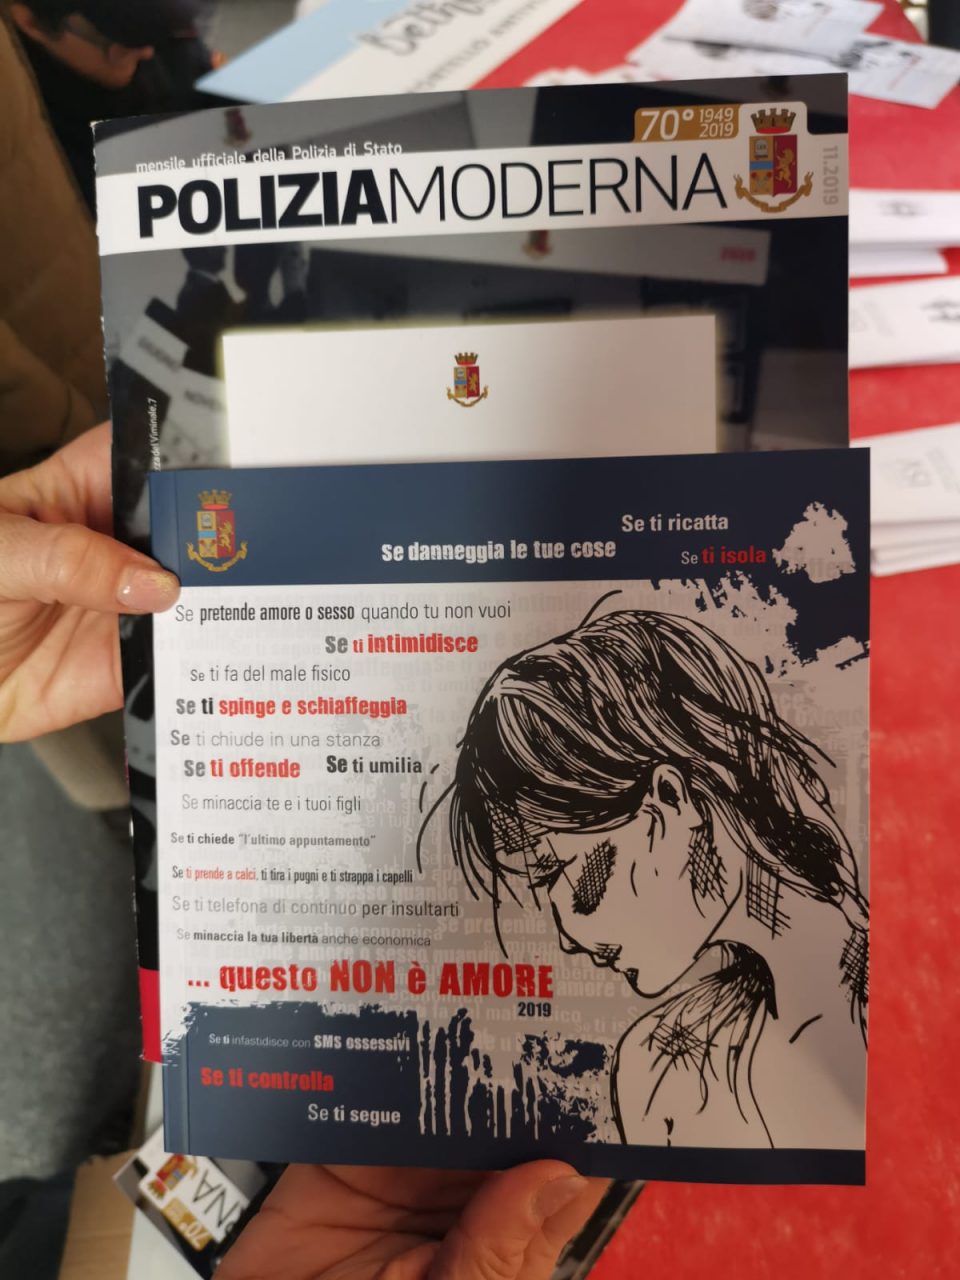 70° 1949 2019
mensile ufficiale della Polizia di Stato
POLIZIAMODERNA
11.2019
2020
Se ti ricatta
Se danneggia le tue cose
Se ti isola
Se pretende amore o sesso quando tu non vuoi
Se ti intimidisce
Se ti fa del male fisico
Se ti spinge e schiaffeggia
Se ti chiude in una stanza
Se ti offende
Se ti umilia
Se minaccia te e i tuoi figli
Se ti chiede "l'ultimo appuntamento"
Se ti prende a calci, ti tira i pugni e ti strappa i capelli
Se ti telefona di continuo per insultarti
Se minaccia la tua libertà anche economica
... questo NON è AMORE
2019
Se ti infastidisce con SMS ossessivi
Se ti controlla
Se ti segue
70°